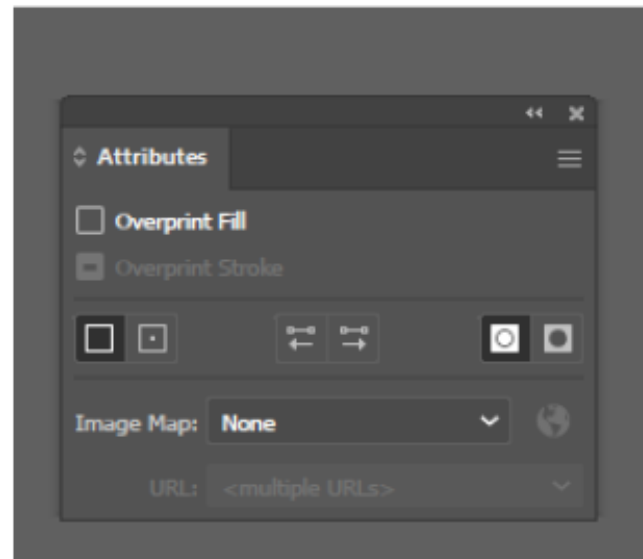 Attributes
Overprint Fill
Overprint Stroke
Image Map: None
URL: <multiple URLs>